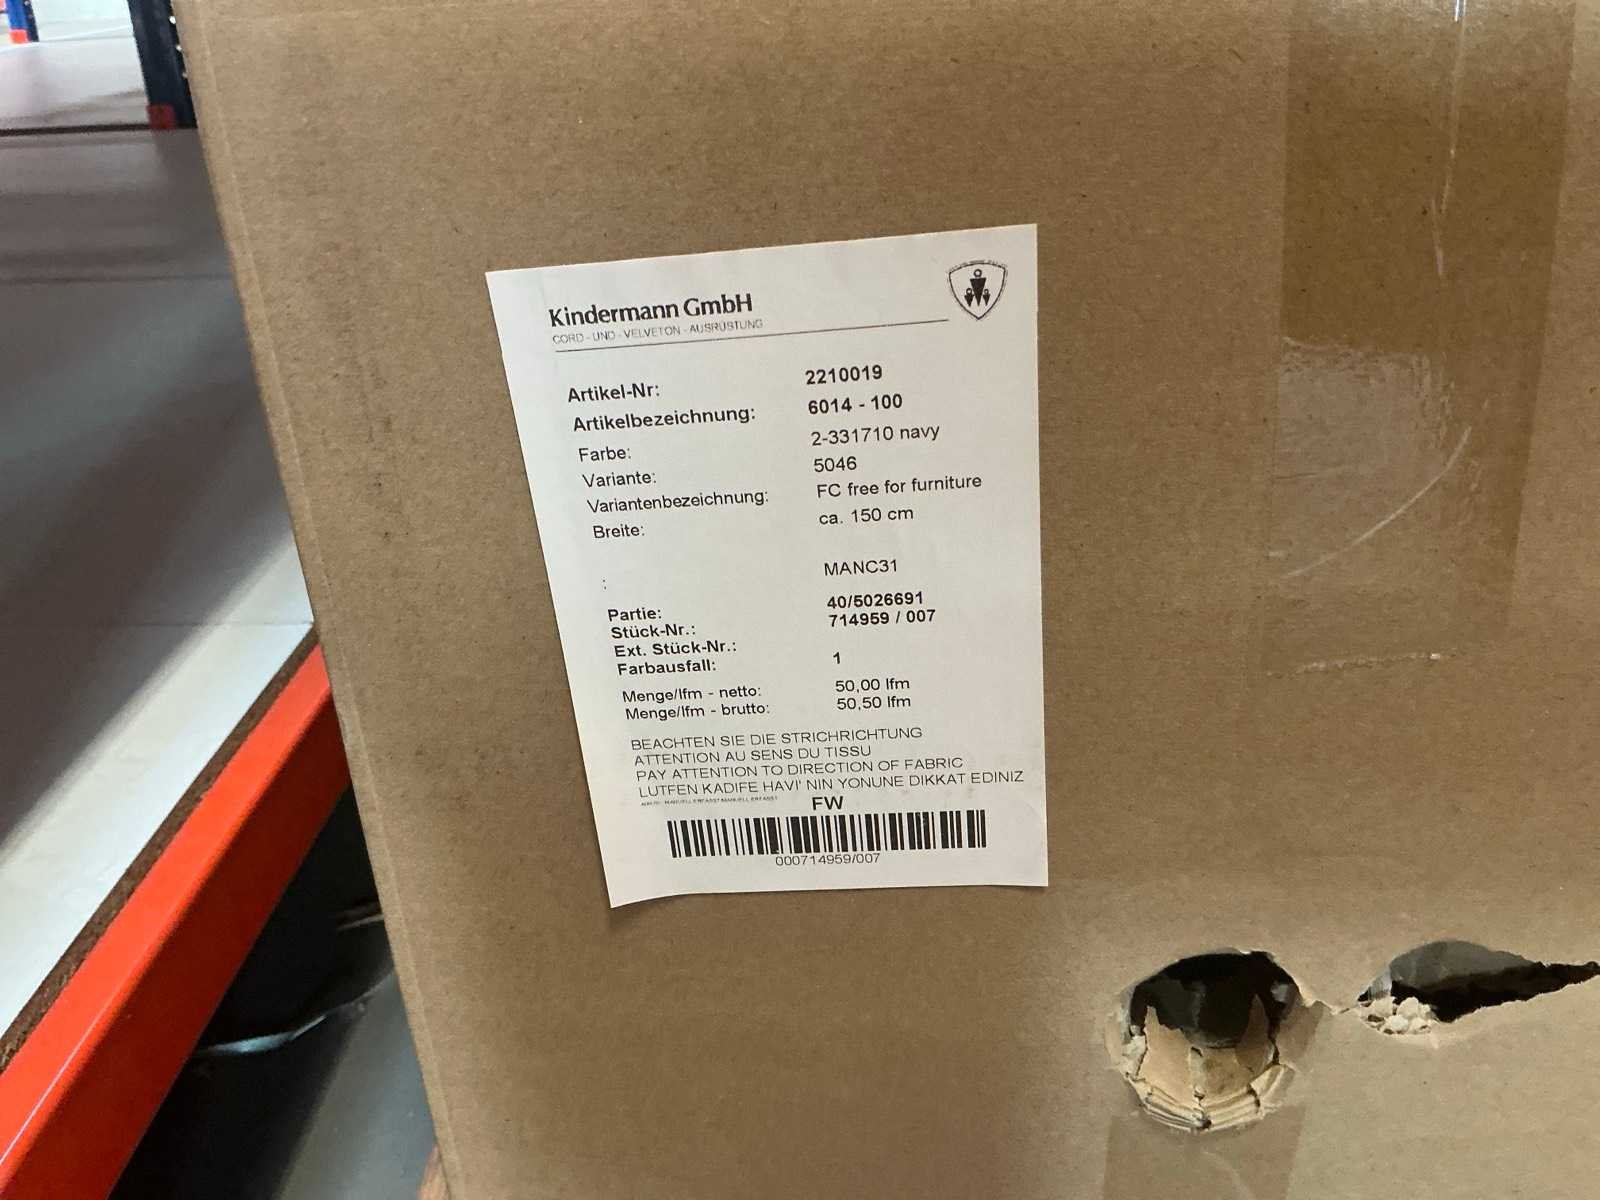 Kindermann GmbH
CORD - UND - VELVETON - AUSRÜSTUNG
Artikel-Nr: 2210019
Artikelbezeichnung: 6014 - 100
Farbe: 2-331710 navy
Variante: 5046
Variantenbezeichnung: FC free for furniture
Breite: ca. 150 cm
: MANC31
Partie: 40/5026691
Stück-Nr.: 714959 / 007
Ext. Stück-Nr.:
Farbausfall: 1
Menge/lfm - netto: 50,00 lfm
Menge/lfm - brutto: 50,50 lfm
BEACHTEN SIE DIE STRICHRICHTUNG
ATTENTION AU SENS DU TISSU
PAY ATTENTION TO DIRECTION OF FABRIC
LUTFEN KADIFE HAVI' NIN YONUNE DIKKAT EDINIZ
MANUELL ERFASST MANUELL ERFASST
FW
000714959/007